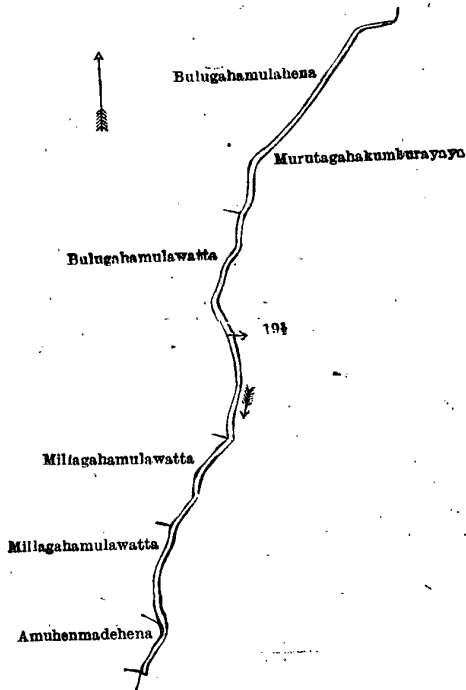 Bulugahamulahena
Murutagahakumburayaya
Bulugahamulawatta
19½
Millagahamulawatta
Millagahamulawatta
Amuhenmadehena